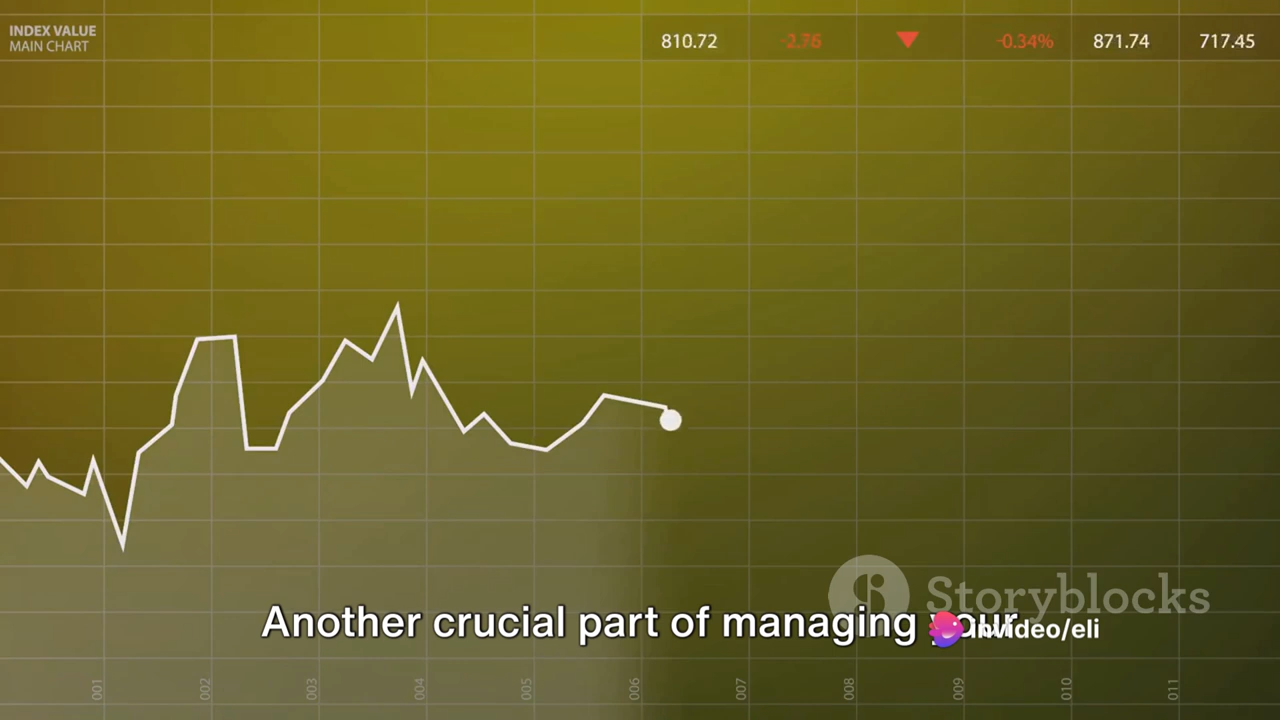 INDEX VALUE
MAIN CHART
810.72 -2.76 -0.34% 871.74 717.45
Storyblocks
Another crucial part of managing your
invideo/eli
001 002 003 004 005 006 007 008 009 010 011